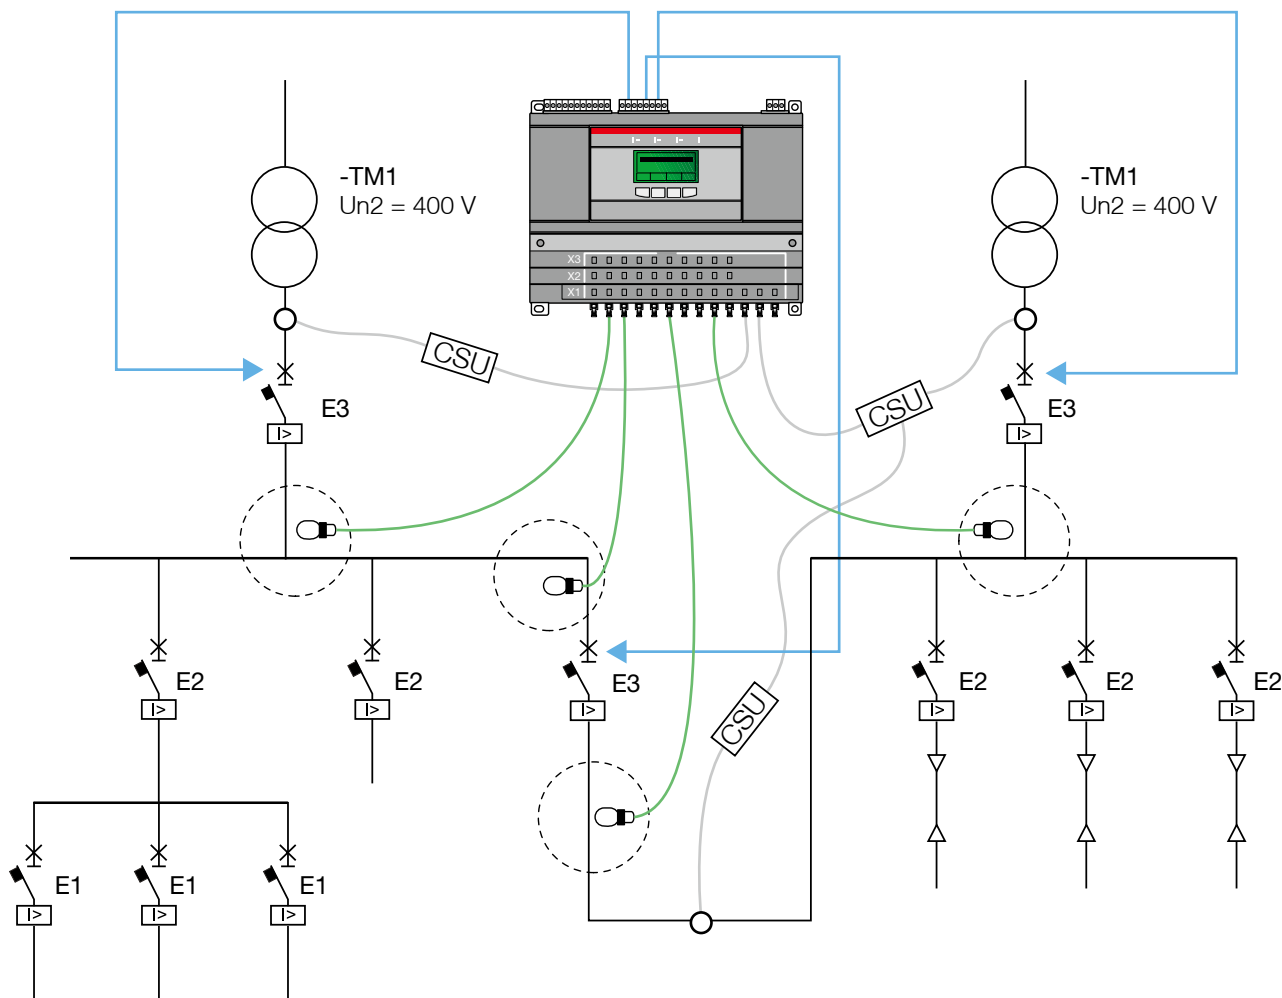 -TM1
Un2 = 400 V
-TM1
Un2 = 400 V
X3
X2
X1
CSU
CSU
E3
I>
E3
I>
E2
I>
E2
I>
E3
I>
CSU
E2
I>
E2
I>
E2
I>
E1
I>
E1
I>
E1
I>